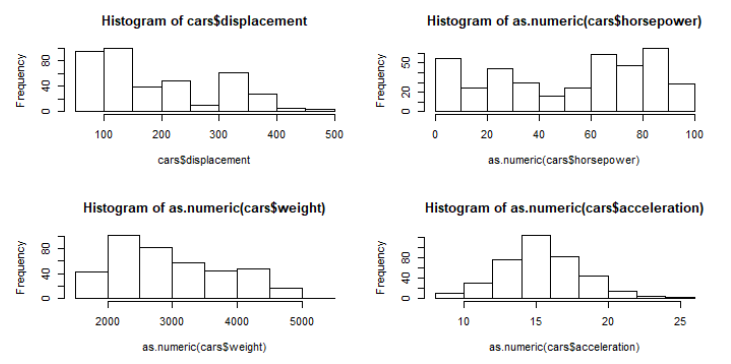 Histogram of cars$displacement
Frequency
0 40 80
100 200 300 400 500
cars$displacement
Histogram of as.numeric(cars$horsepower)
Frequency
0 20 50
0 20 40 60 80 100
as.numeric(cars$horsepower)
Histogram of as.numeric(cars$weight)
Frequency
0 40 80
2000 3000 4000 5000
as.numeric(cars$weight)
Histogram of as.numeric(cars$acceleration)
Frequency
0 40 80
10 15 20 25
as.numeric(cars$acceleration)